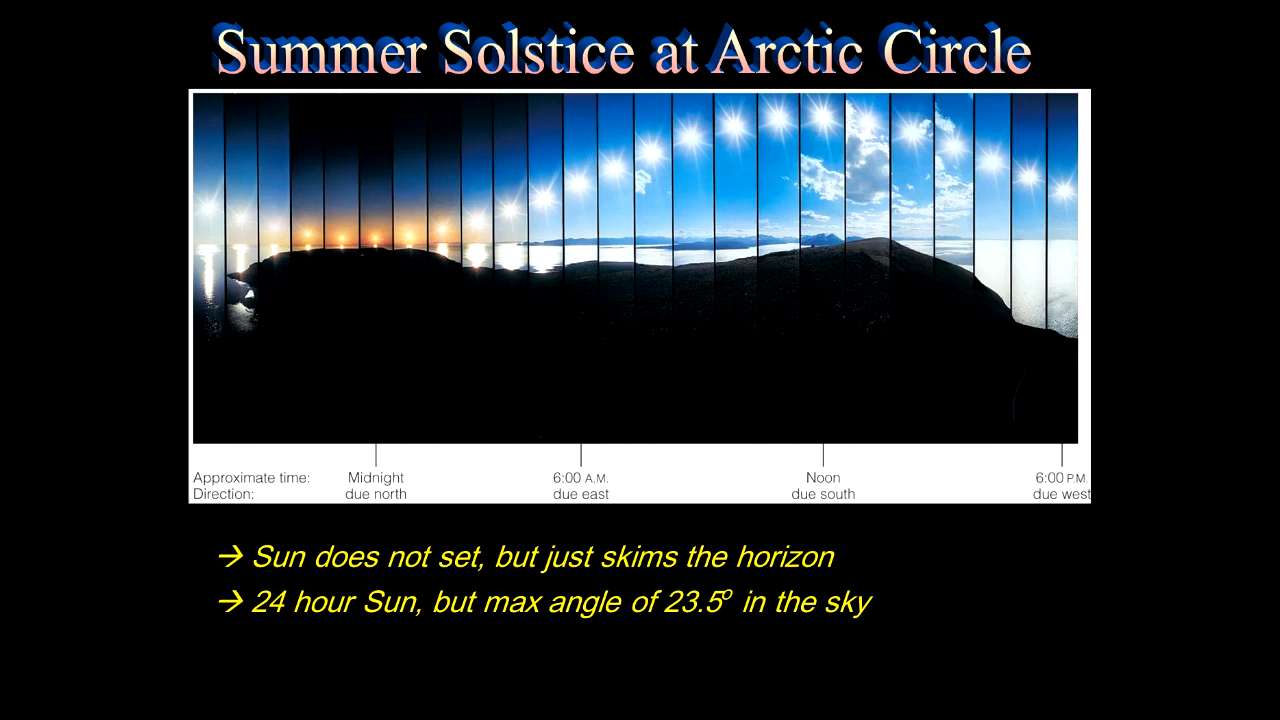 Summer Solstice at Arctic Circle
Approximate time: Midnight 6:00 A.M. Noon 6:00 P.M.
Direction: due north due east due south due west
→ Sun does not set, but just skims the horizon
→ 24 hour Sun, but max angle of 23.5º in the sky